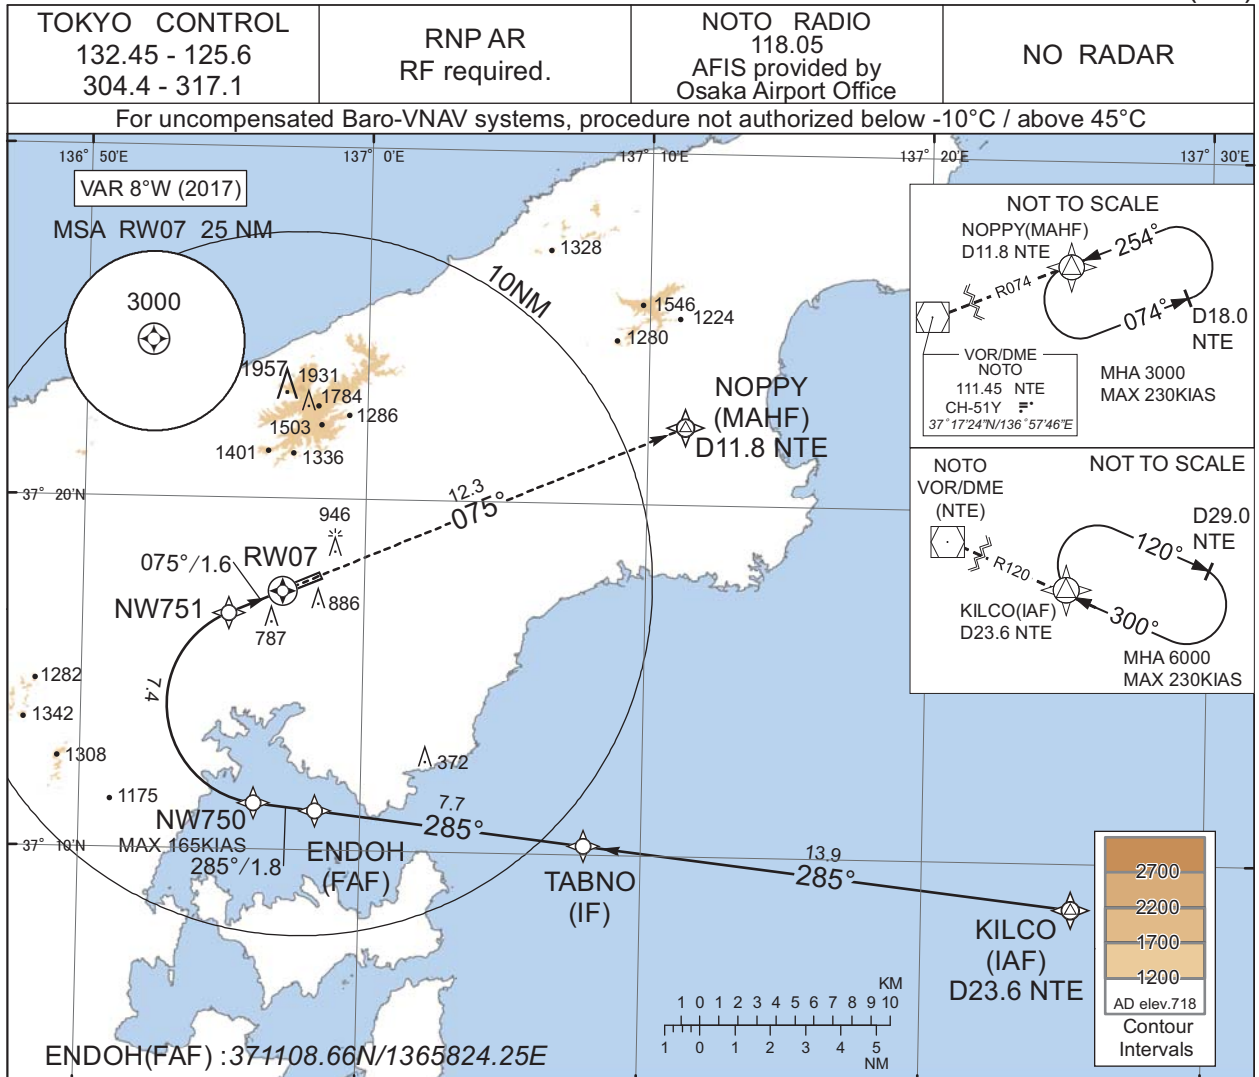 TOKYO CONTROL
132.45 - 125.6
304.4 - 317.1
RNP AR
RF required.
NOTO RADIO
118.05
AFIS provided by
Osaka Airport Office
NO RADAR
For uncompensated Baro-VNAV systems, procedure not authorized below -10°C / above 45°C
136° 50'E
137° 0'E
137° 10'E
137° 20'E
137° 30'E
VAR 8°W (2017)
MSA RW07 25 NM
3000
10NM
1328
1546
1224
1280
1957
1931
1784
1286
1503
1401
1336
NOPPY
(MAHF)
D11.8 NTE
37° 20'N
12.3
075°
946
RW07
075°/1.6
NW751
886
787
7.4
1282
1342
1308
1175
372
NW750
MAX 165KIAS
285°/1.8
ENDOH
(FAF)
7.7
285°
TABNO
(IF)
13.9
285°
KILCO
(IAF)
D23.6 NTE
37° 10'N
NOT TO SCALE
NOPPY(MAHF)
D11.8 NTE
254°
R074
074°
D18.0
NTE
VOR/DME
NOTO
111.45 NTE
CH-51Y
37°17'24"N/136°57'46"E
MHA 3000
MAX 230KIAS
NOTO
VOR/DME
(NTE)
NOT TO SCALE
D29.0
NTE
120°
R120
KILCO(IAF)
D23.6 NTE
300°
MHA 6000
MAX 230KIAS
2700
2200
1700
1200
AD elev.718
Contour
Intervals
KM
1 0 1 2 3 4 5 6 7 8 9 10
1 0 1 2 3 4 5
NM
ENDOH(FAF) :371108.66N/1365824.25E